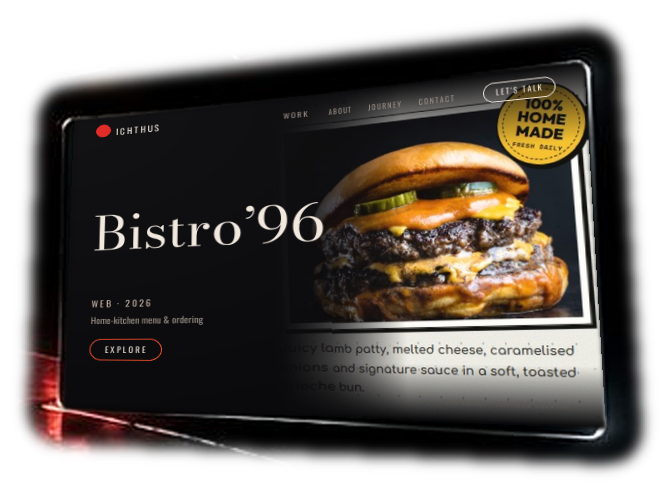 ICHTHUS
WORK ABOUT JOURNEY CONTACT
LET'S TALK
100%
HOME
MADE
FRESH DAILY
Bistro'96
WEB - 2026
Home-kitchen menu & ordering
EXPLORE
lamb patty, melted cheese, caramelised
and signature sauce in a soft, toasted
bun.